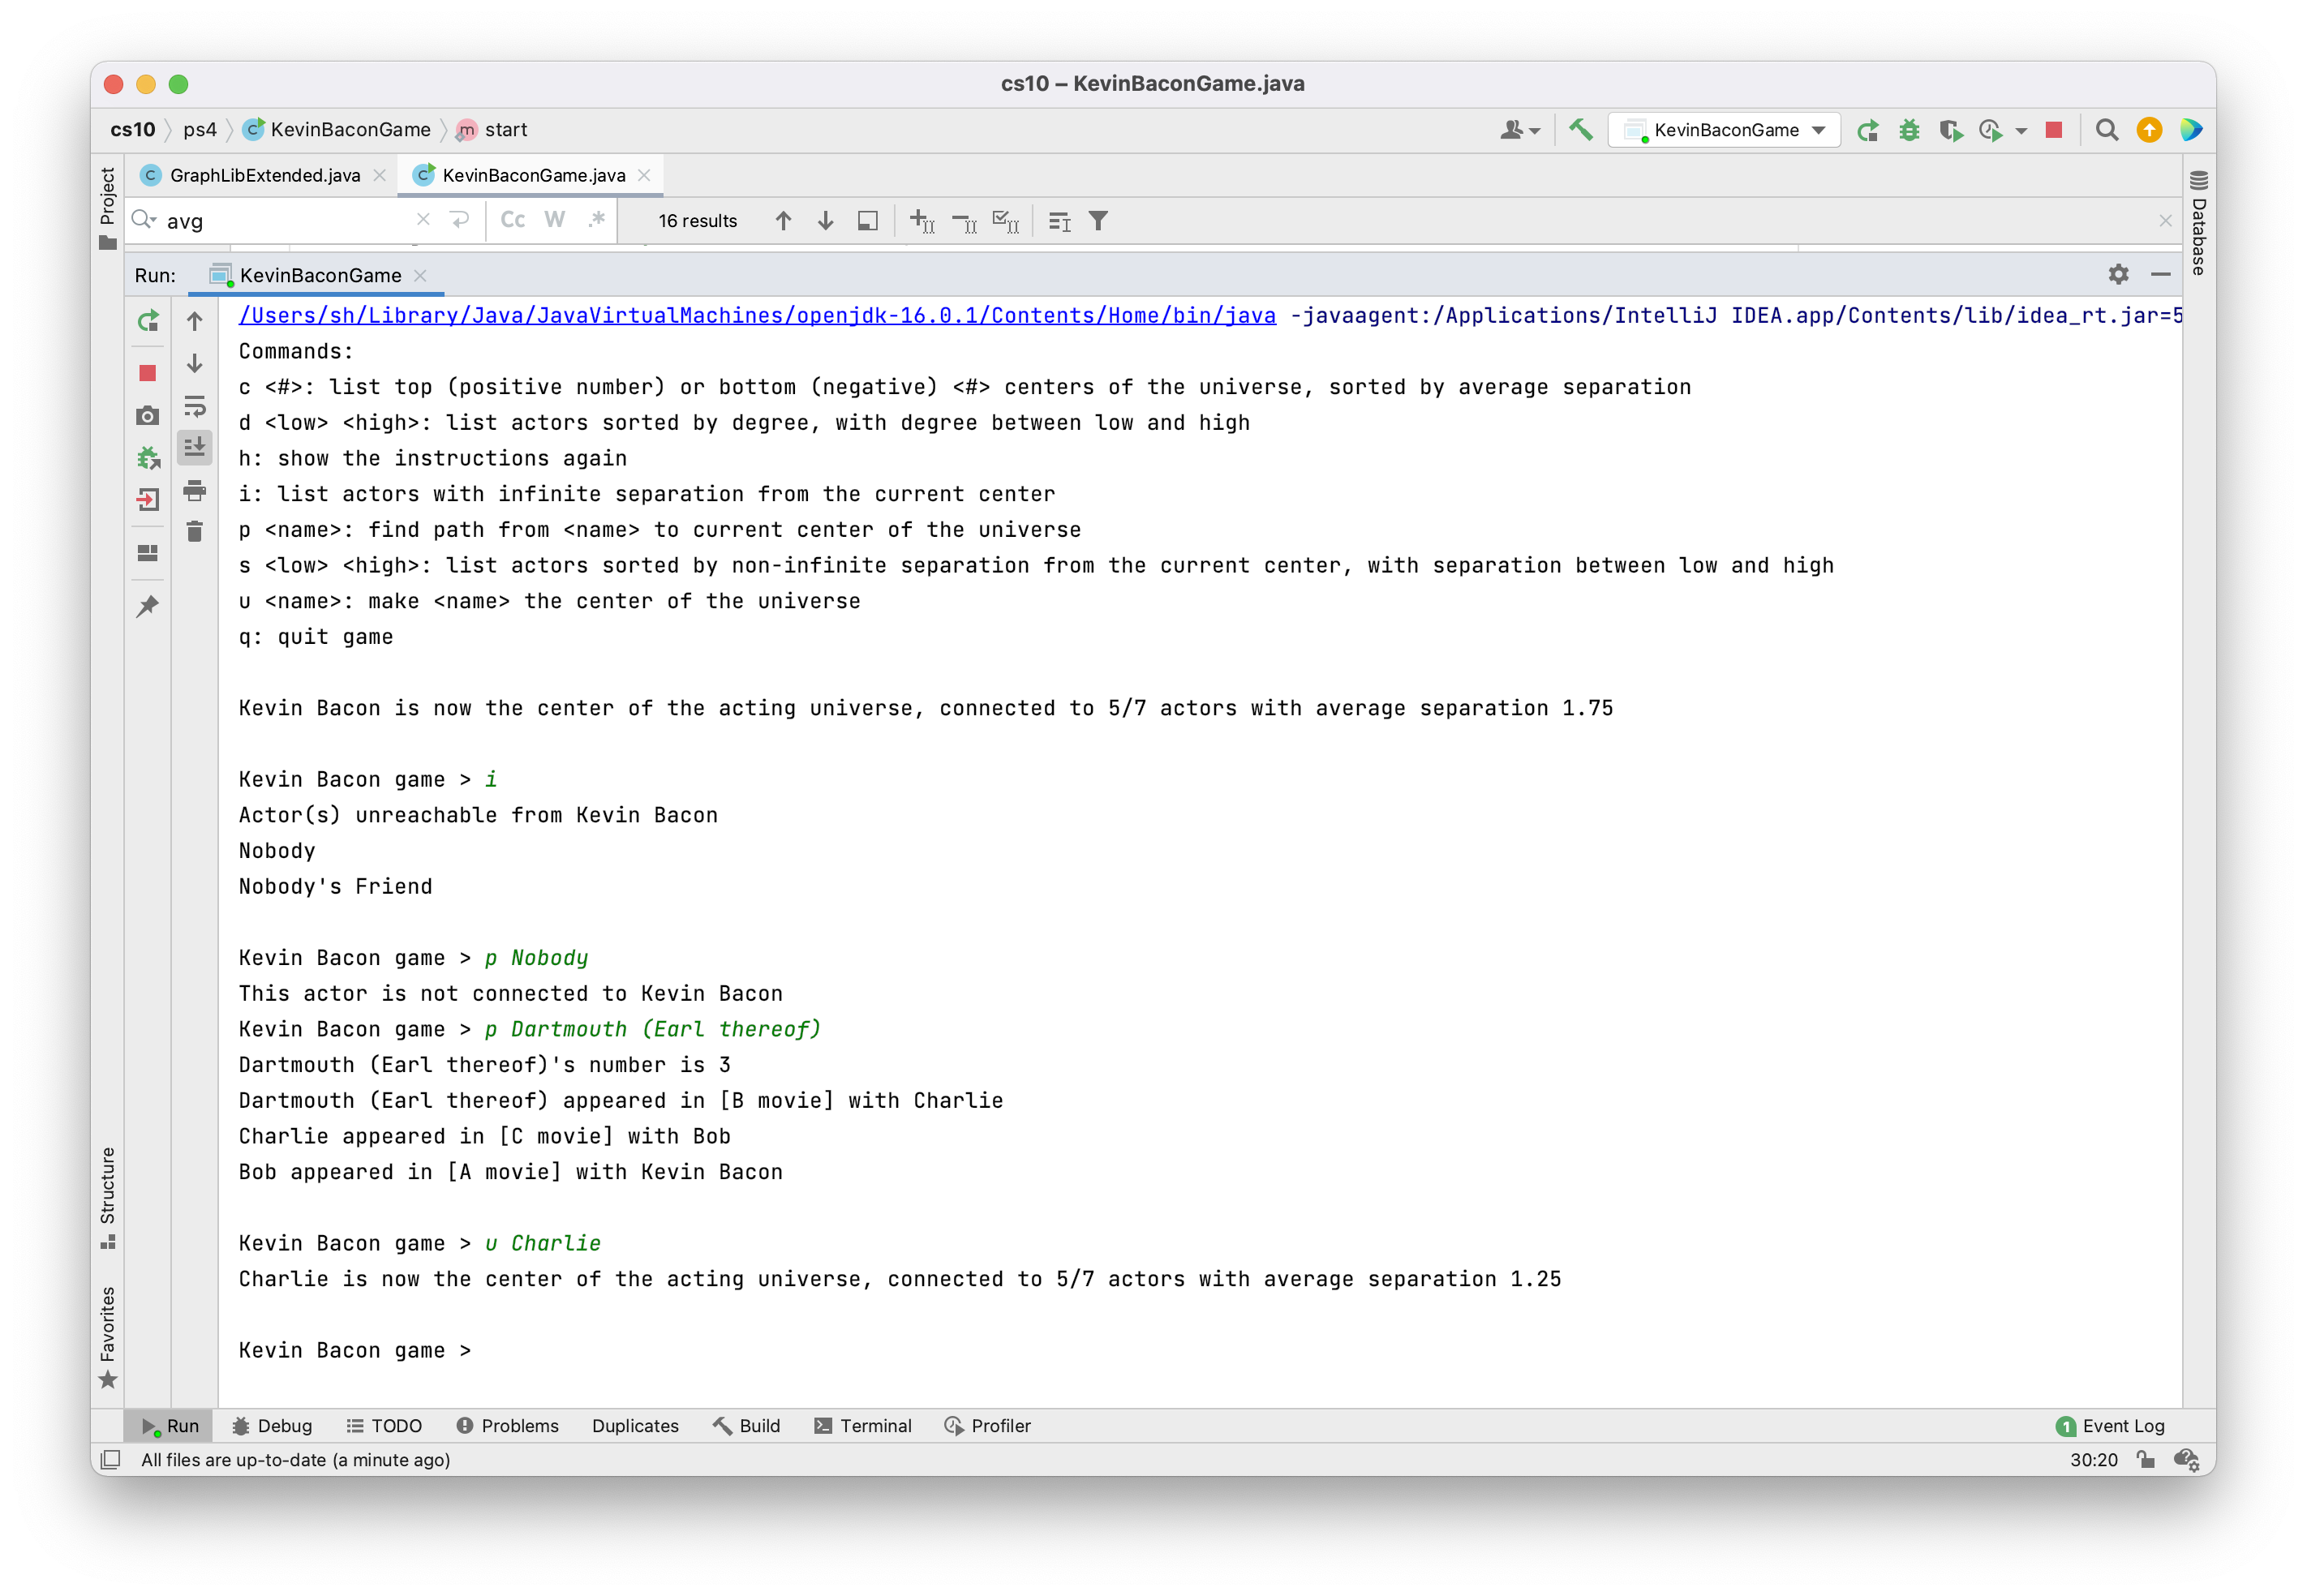 cs10 – KevinBaconGame.java
cs10 ps4 KevinBaconGame start
KevinBaconGame
GraphLibExtended.java KevinBaconGame.java
avg Cc W .* 16 results
Run: KevinBaconGame
/Users/sh/Library/Java/JavaVirtualMachines/openjdk-16.0.1/Contents/Home/bin/java -javaagent:/Applications/IntelliJ IDEA.app/Contents/lib/idea_rt.jar=5
Commands:
c <#>: list top (positive number) or bottom (negative) <#> centers of the universe, sorted by average separation
d <low> <high>: list actors sorted by degree, with degree between low and high
h: show the instructions again
i: list actors with infinite separation from the current center
p <name>: find path from <name> to current center of the universe
s <low> <high>: list actors sorted by non-infinite separation from the current center, with separation between low and high
u <name>: make <name> the center of the universe
q: quit game
Kevin Bacon is now the center of the acting universe, connected to 5/7 actors with average separation 1.75
Kevin Bacon game > i
Actor(s) unreachable from Kevin Bacon
Nobody
Nobody's Friend
Kevin Bacon game > p Nobody
This actor is not connected to Kevin Bacon
Kevin Bacon game > p Dartmouth (Earl thereof)
Dartmouth (Earl thereof)'s number is 3
Dartmouth (Earl thereof) appeared in [B movie] with Charlie
Charlie appeared in [C movie] with Bob
Bob appeared in [A movie] with Kevin Bacon
Kevin Bacon game > u Charlie
Charlie is now the center of the acting universe, connected to 5/7 actors with average separation 1.25
Kevin Bacon game >
Project
Structure
Favorites
Database
Run Debug TODO Problems Duplicates Build Terminal Profiler 1 Event Log
All files are up-to-date (a minute ago) 30:20